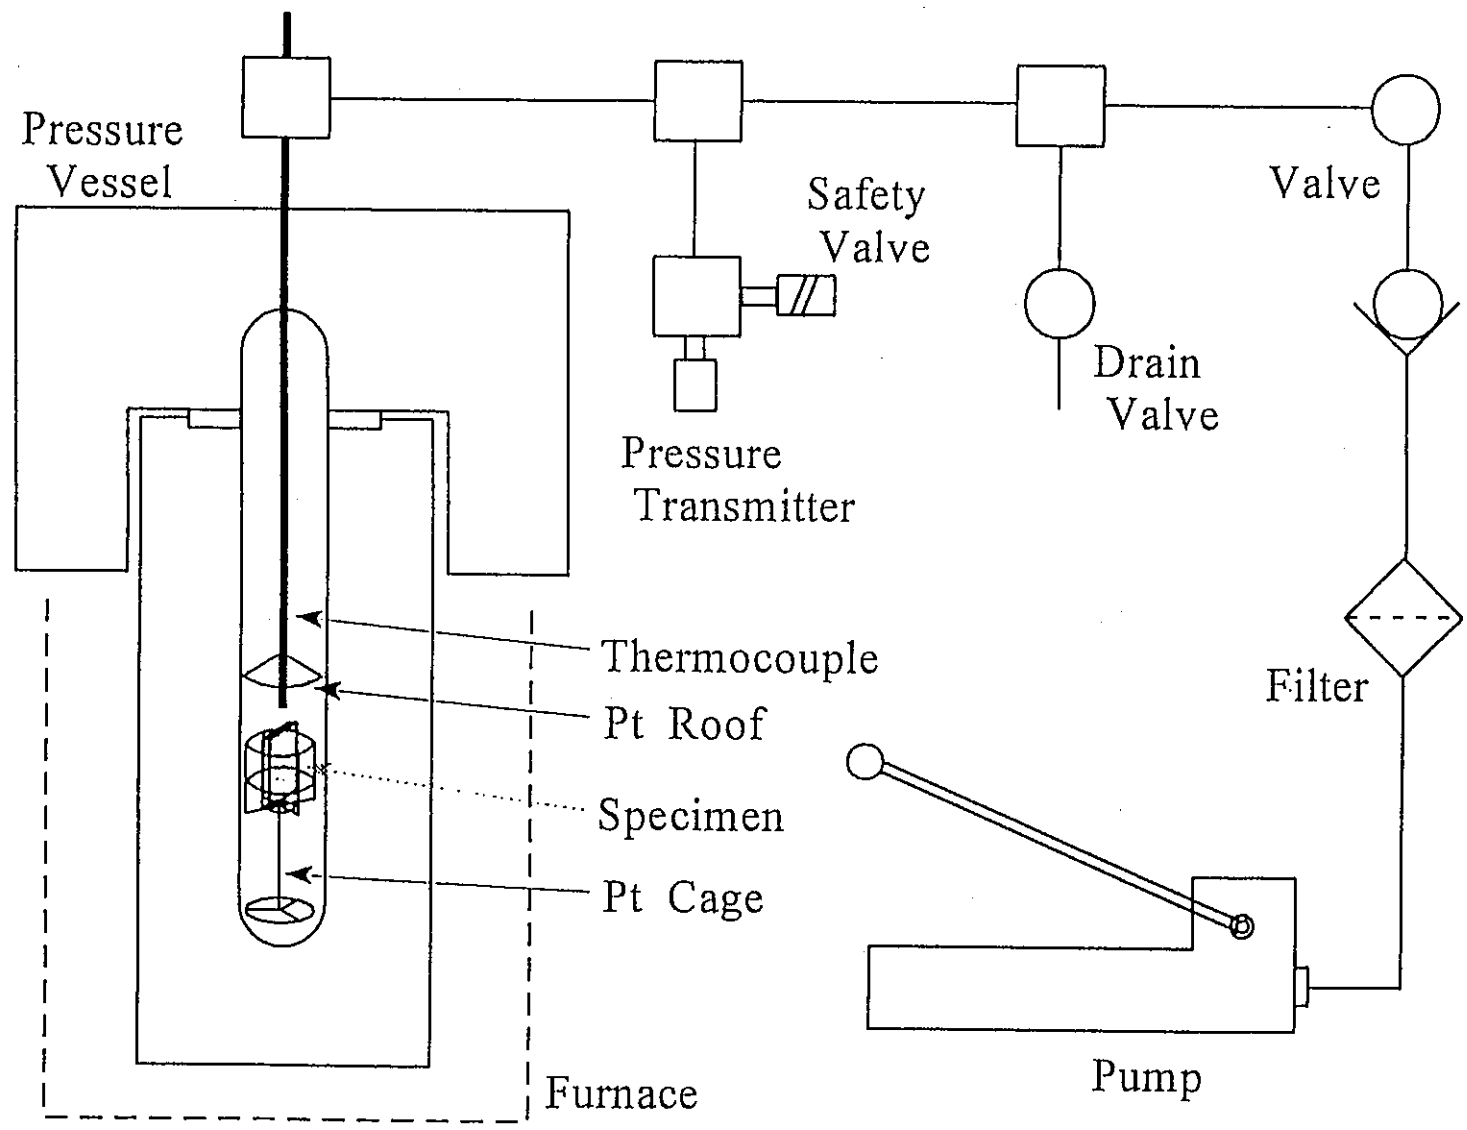 Pressure
Vessel
Safety
Valve
Valve
Drain
Valve
Pressure
Transmitter
Thermocouple
Pt Roof
Filter
Specimen
Pt Cage
Pump
Furnace